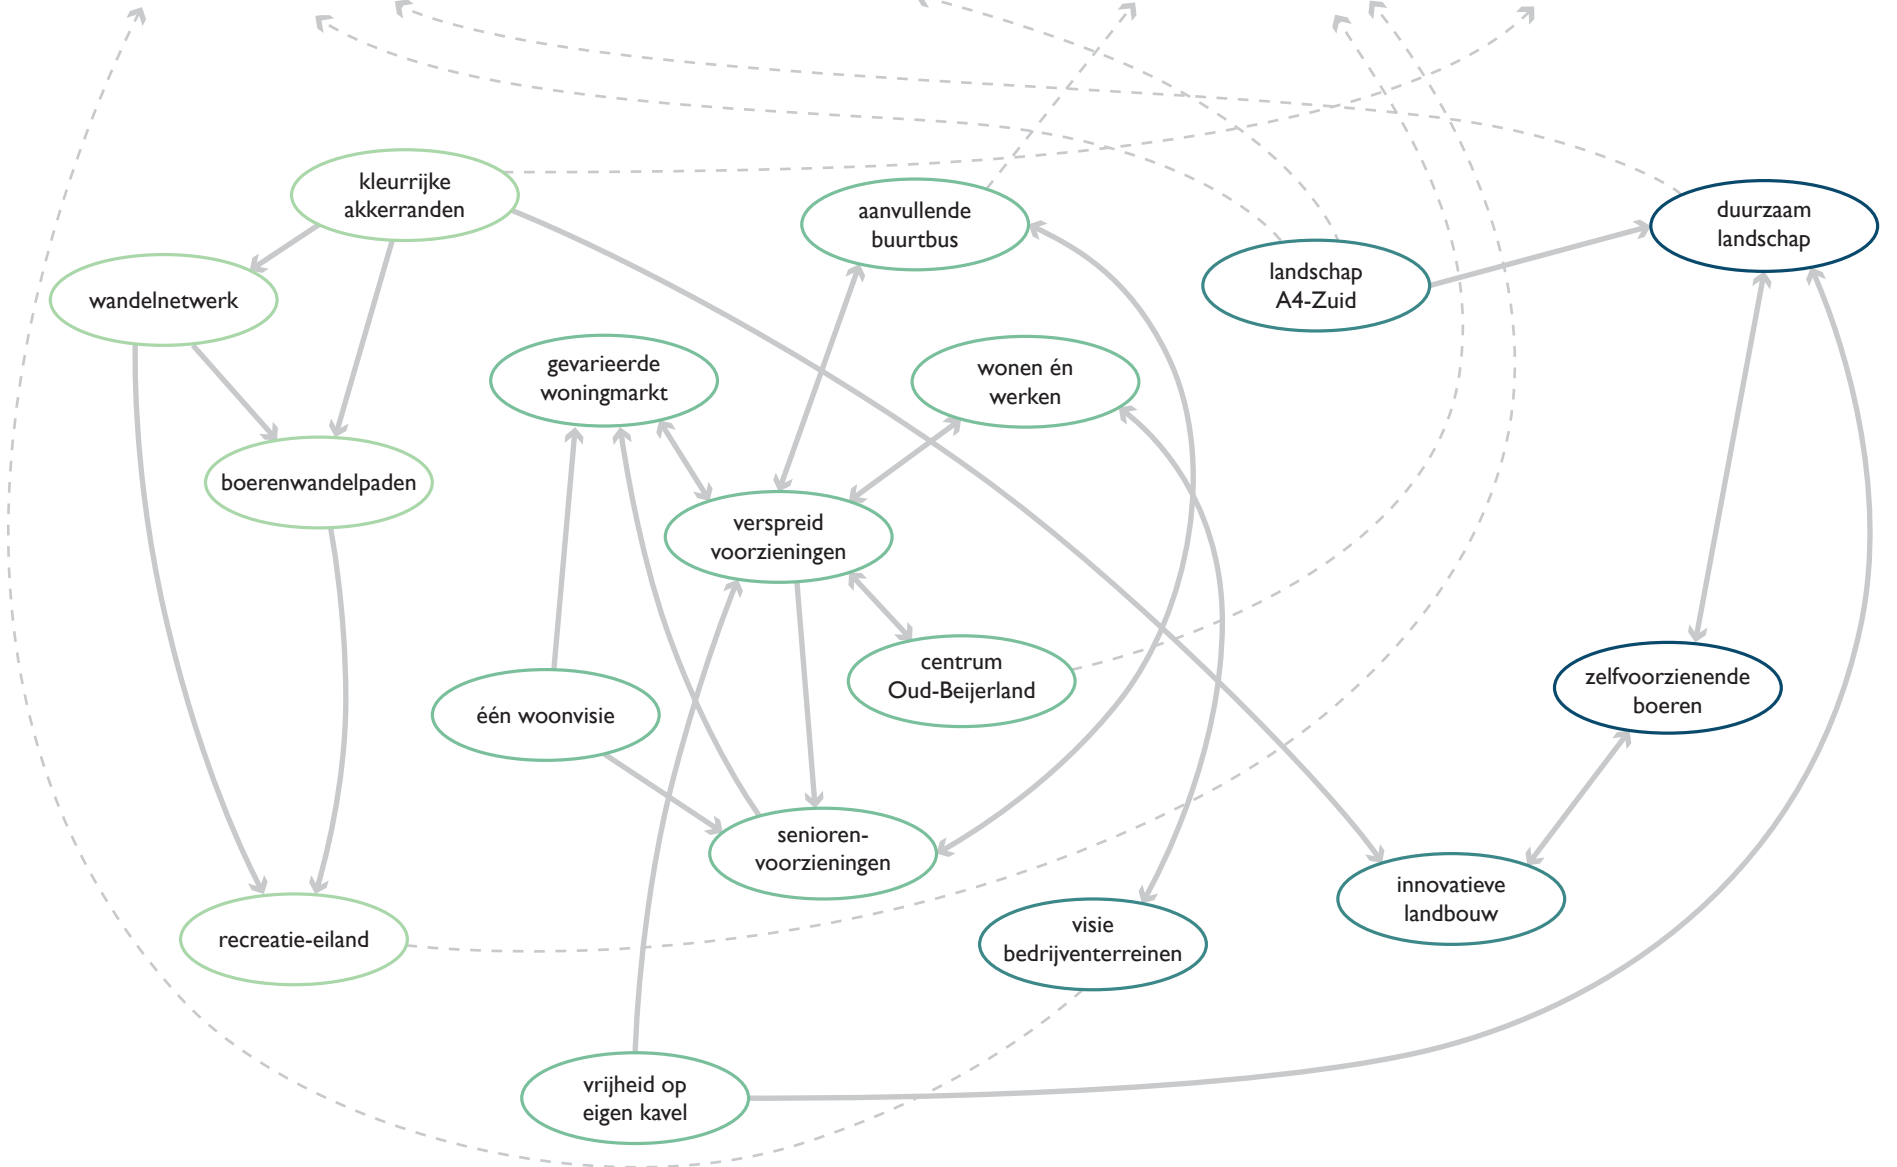 kleurrijke
akkerranden
aanvullende
buurtbus
duurzaam
landschap
landschap
A4-Zuid
wandelnetwerk
gevarieerde
woningmarkt
wonen én
werken
boerenwandelpaden
verspreid
voorzieningen
centrum
Oud-Beijerland
zelfvoorzienende
boeren
één woonvisie
senioren-
voorzieningen
innovatieve
landbouw
recreatie-eiland
visie
bedrijventerreinen
vrijheid op
eigen kavel